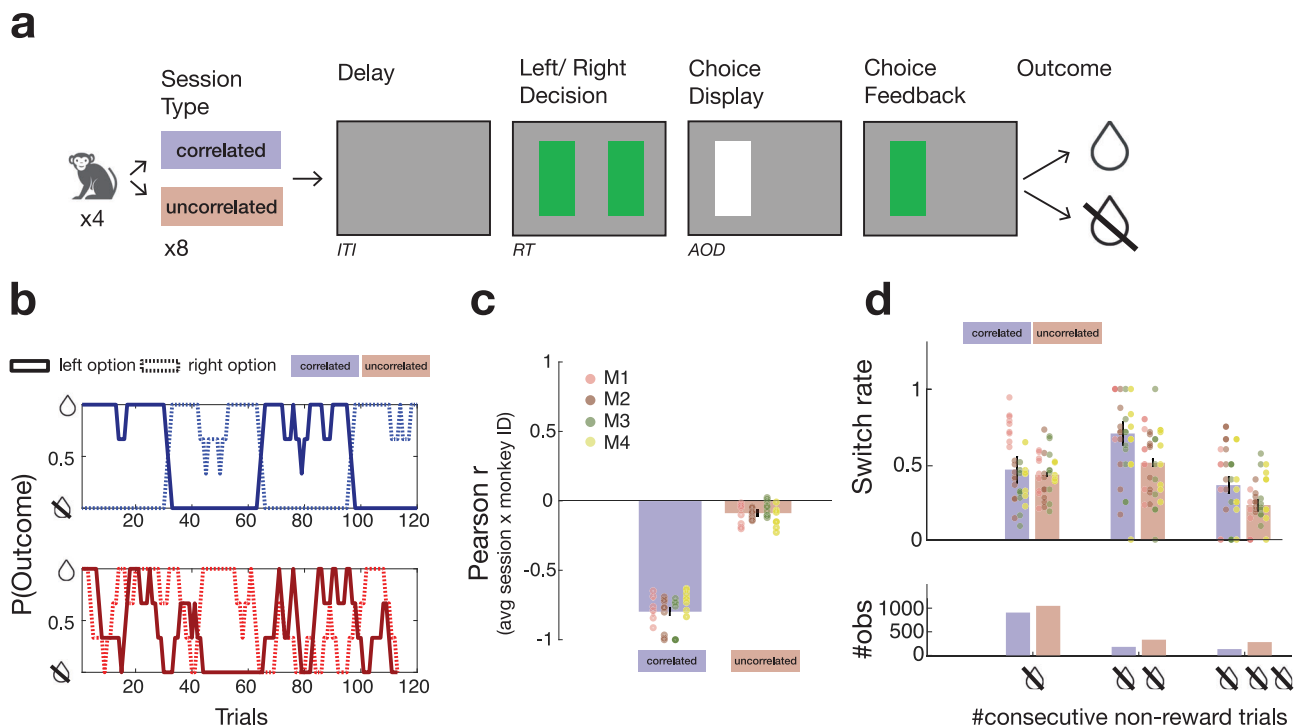 a
Session
Type
Delay
Left/ Right
Decision
Choice
Display
Choice
Feedback
Outcome
correlated
uncorrelated
x4
x8
ITI
RT
AOD
b
left option
right option
correlated
uncorrelated
P(Outcome)
0.5
20
40
60
80
100
120
0.5
20
40
60
80
100
120
Trials
c
Pearson r
(avg session x monkey ID)
1
0.5
0
-0.5
-1
M1
M2
M3
M4
correlated
uncorrelated
d
correlated
uncorrelated
Switch rate
1
0.5
0
#obs
1000
500
0
#consecutive non-reward trials